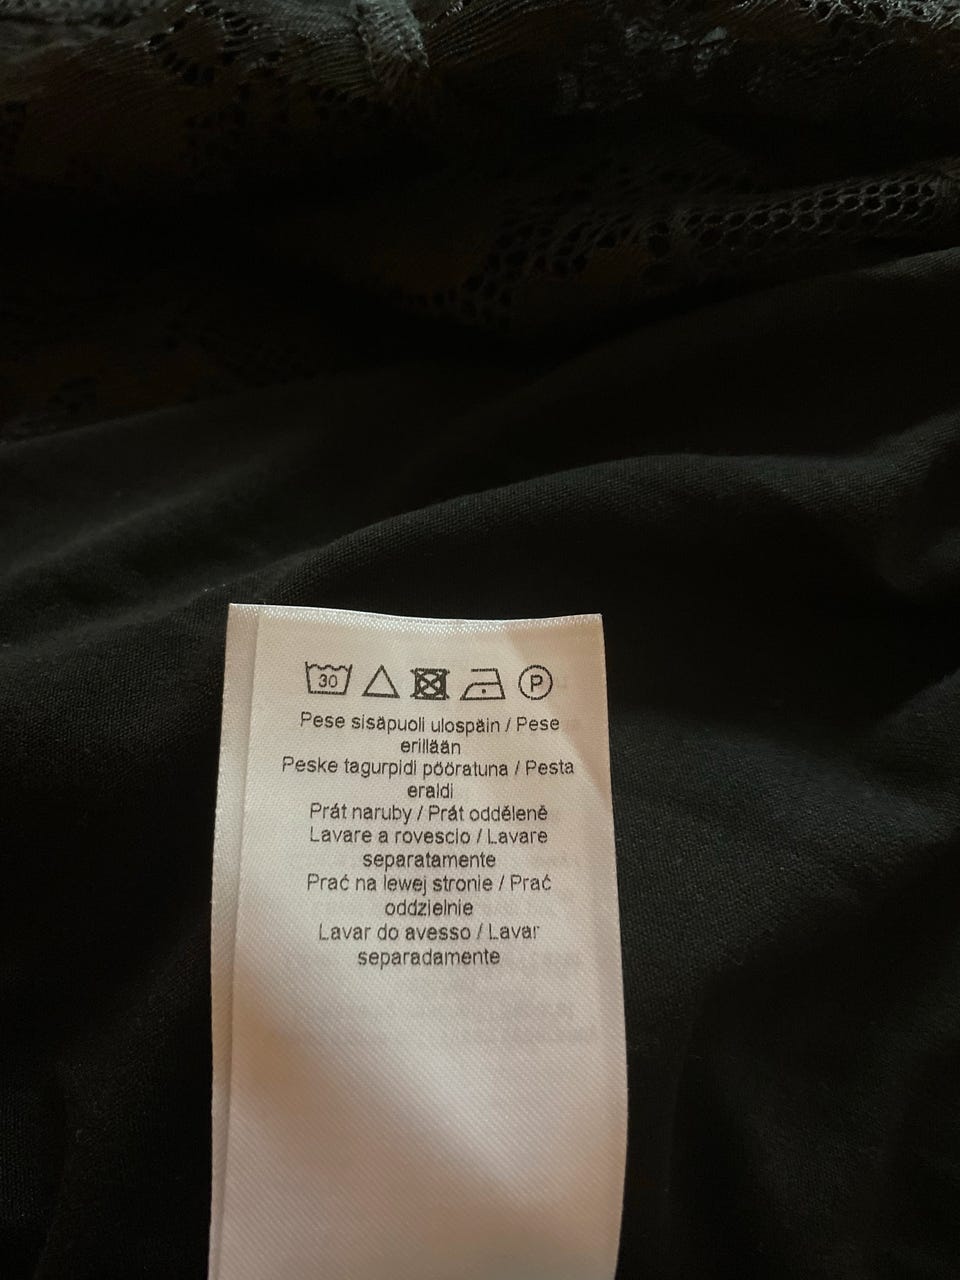 30 P
Pese sisäpuoli ulospäin / Pese
erillään
Peske tagurpidi pööratuna / Pesta
eraldi
Prát naruby / Prát odděleně
Lavare a rovescio / Lavare
separatamente
Prać na lewej stronie / Prać
oddzielnie
Lavar do avesso / Lavar
separadamente